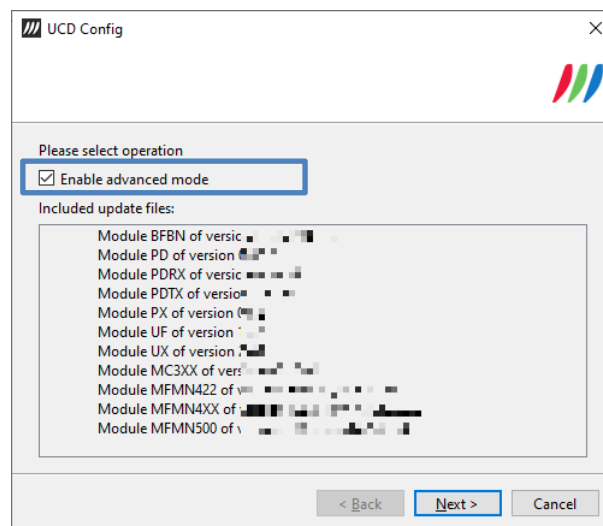 UCD Config
Please select operation
Enable advanced mode
Included update files:
Module BFBN of
Module PD of version
Module PDRX of
Module PDTX of
Module PX of version
Module UF of version
Module UX of version
Module MC3XX of
Module MFMN422 of
Module MFMN4XX of
Module MFMN500 of
< Back
Next >
Cancel